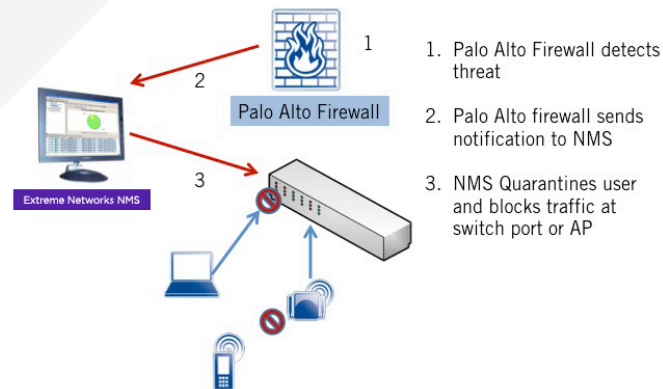 1
2
Palo Alto Firewall
Extreme Networks NMS
3
1. Palo Alto Firewall detects
threat
2. Palo Alto firewall sends
notification to NMS
3. NMS Quarantines user
and blocks traffic at
switch port or AP